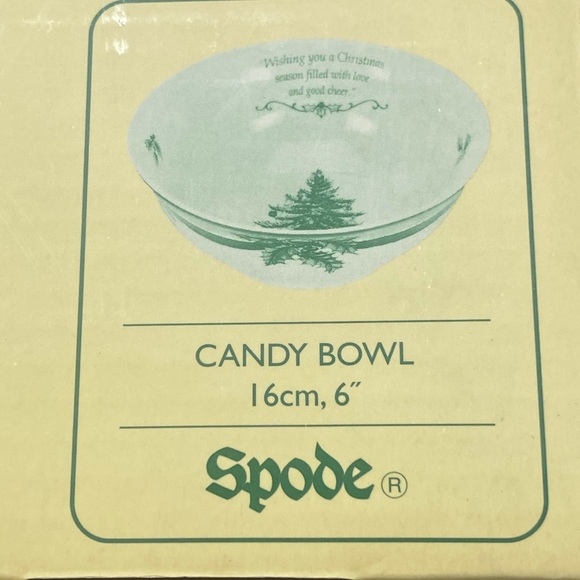 "Wishing you a Christmas
season filled with love
and good cheer."
CANDY BOWL
16cm, 6″
Spode ®